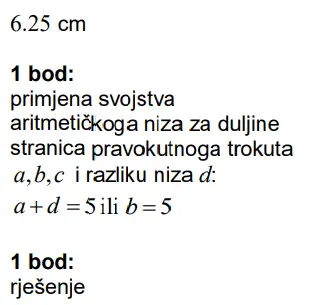 6.25 cm
1 bod:
primjena svojstva
aritmetičkoga niza za duljine
stranica pravokutnoga trokuta
a,b,c i razliku niza d:
a + d = 5 ili b = 5
1 bod:
rješenje